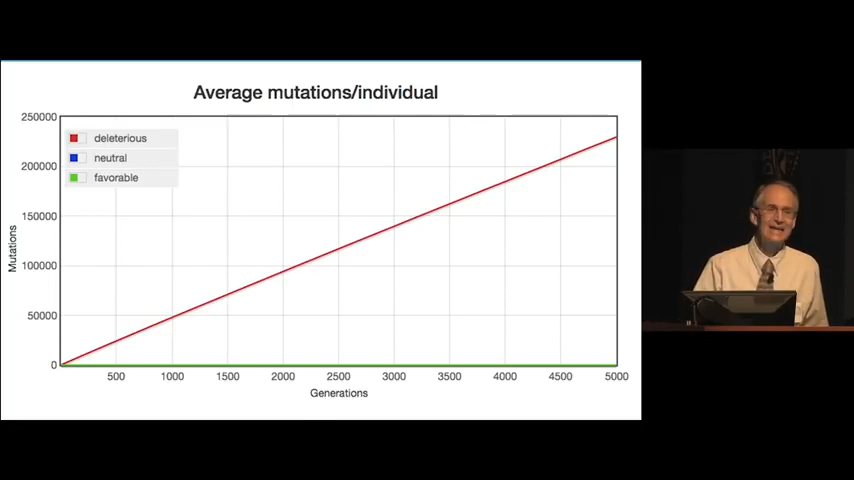 Average mutations/individual
250000
200000
150000
100000
50000
0
deleterious
neutral
favorable
Mutations
500 1000 1500 2000 2500 3000 3500 4000 4500 5000
Generations